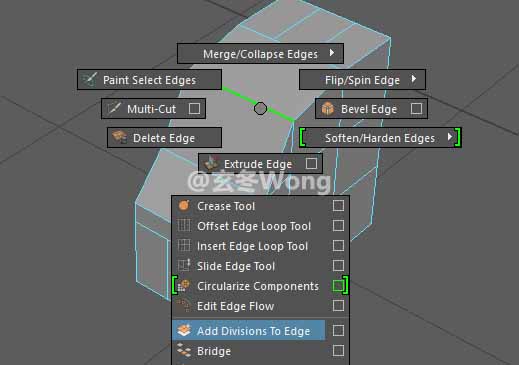 Merge/Collapse Edges
Paint Select Edges
Flip/Spin Edge
Multi-Cut
Bevel Edge
Delete Edge
Soften/Harden Edges
Extrude Edge
@玄冬Wong
Crease Tool
Offset Edge Loop Tool
Insert Edge Loop Tool
Slide Edge Tool
Circularize Components
Edit Edge Flow
Add Divisions To Edge
Bridge